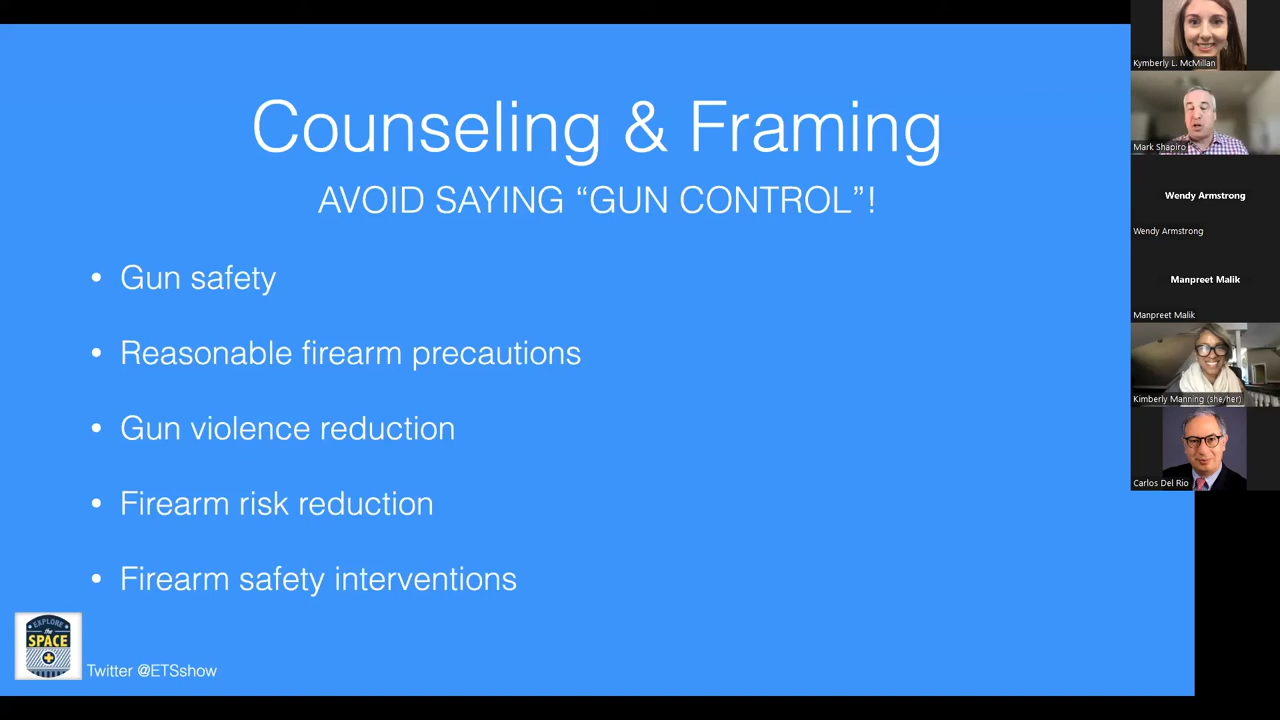 Counseling & Framing
AVOID SAYING “GUN CONTROL”!
• Gun safety
• Reasonable firearm precautions
• Gun violence reduction
• Firearm risk reduction
• Firearm safety interventions
EXPLORE
the
SPACE
Twitter @ETSshow
Kymberly L. McMillan
Mark Shapiro
Wendy Armstrong
Wendy Armstrong
Manpreet Malik
Manpreet Malik
Kimberly Manning (she/her)
Carlos Del Rio